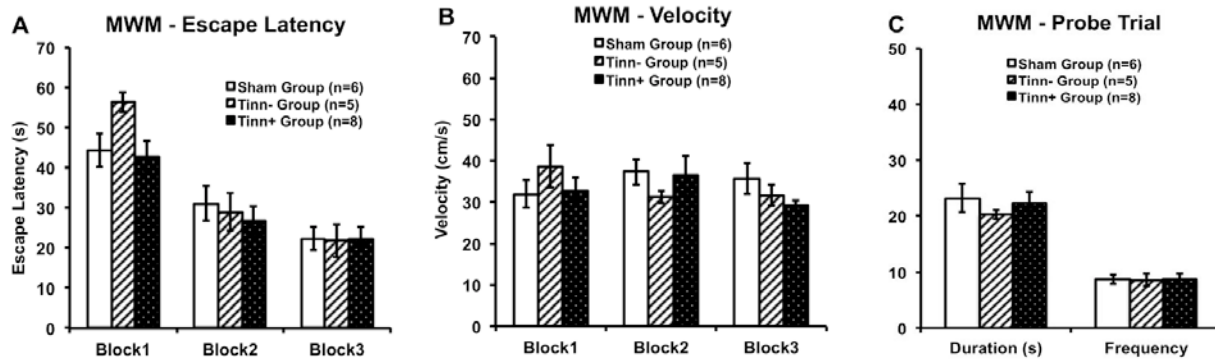 A
MWM - Escape Latency
70
60
50
40
30
20
10
0
Escape Latency (s)
Sham Group (n=6)
Tinn- Group (n=5)
Tinn+ Group (n=8)
Block1 Block2 Block3
B
MWM - Velocity
70
60
50
40
30
20
10
0
Velocity (cm/s)
Sham Group (n=6)
Tinn- Group (n=5)
Tinn+ Group (n=8)
Block1 Block2 Block3
C
MWM - Probe Trial
50
40
30
20
10
0
Sham Group (n=6)
Tinn- Group (n=5)
Tinn+ Group (n=8)
Duration (s) Frequency